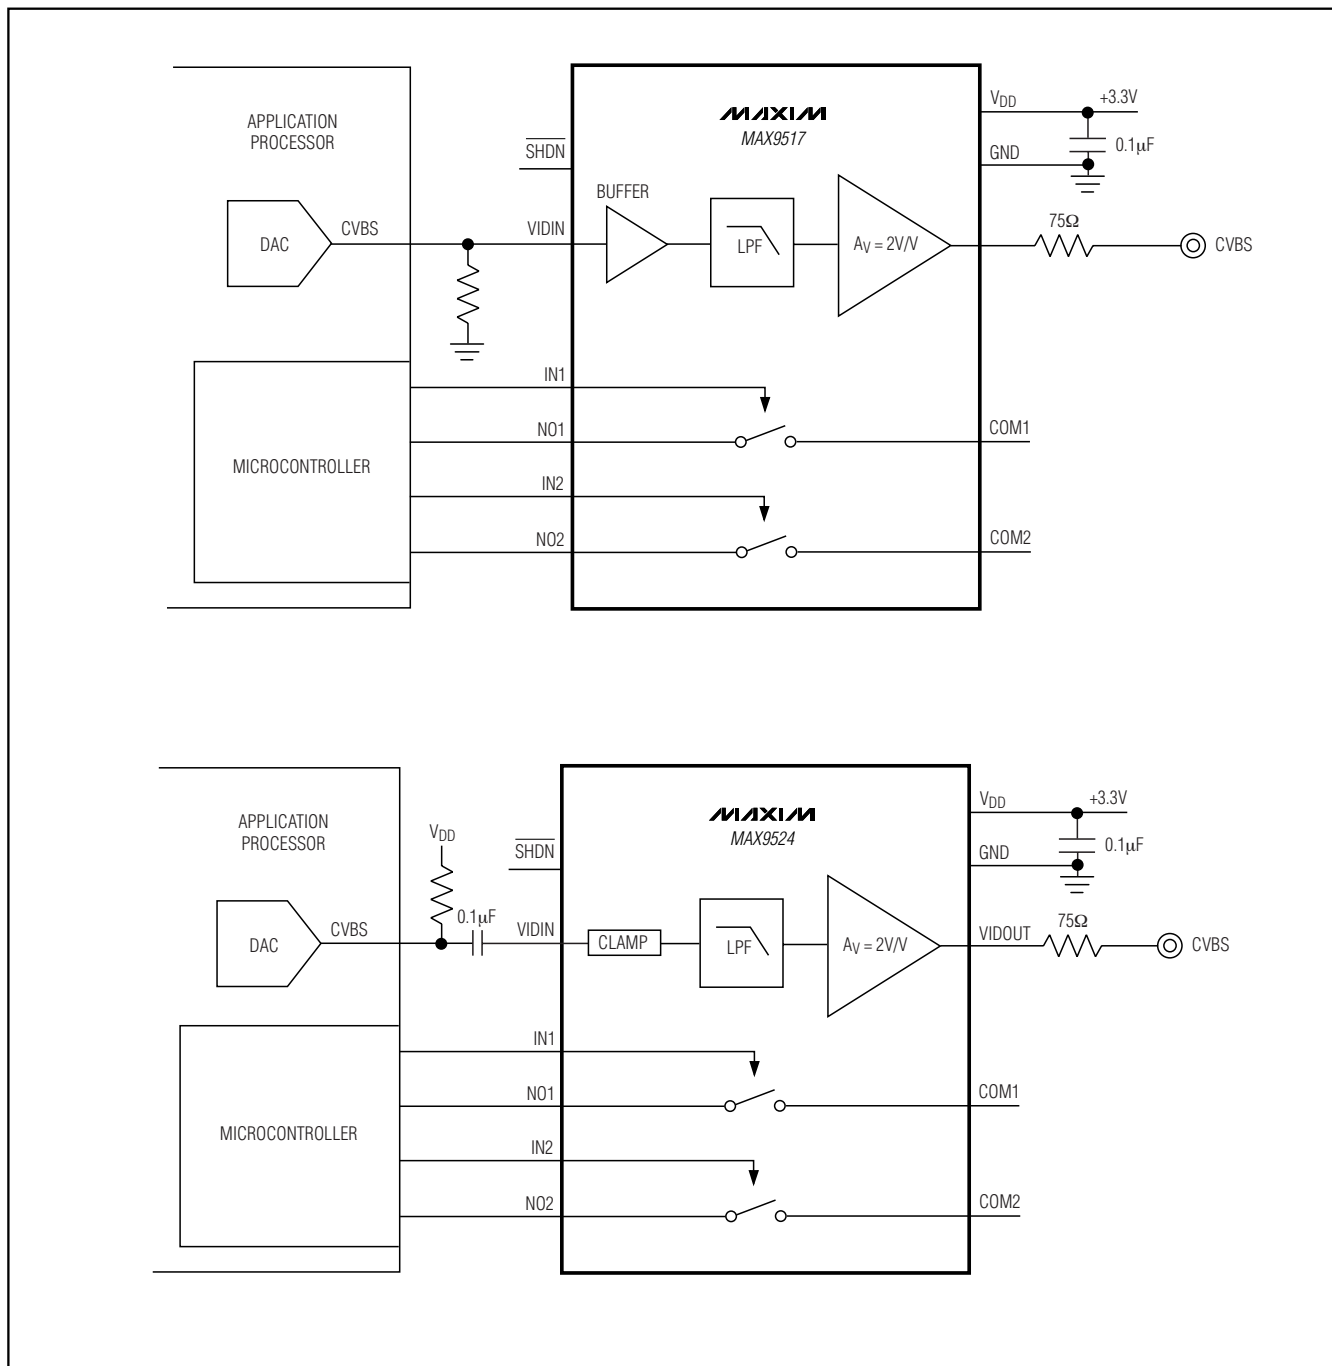 APPLICATION
PROCESSOR
DAC
CVBS
MICROCONTROLLER
SHDN
VIDIN
IN1
NO1
IN2
NO2
MAXIM
MAX9517
BUFFER
LPF
AV = 2V/V
VDD
+3.3V
0.1µF
GND
75Ω
CVBS
COM1
COM2
APPLICATION
PROCESSOR
DAC
CVBS
MICROCONTROLLER
VDD
0.1µF
SHDN
VIDIN
IN1
NO1
IN2
NO2
MAXIM
MAX9524
CLAMP
LPF
AV = 2V/V
VDD
+3.3V
0.1µF
GND
VIDOUT
75Ω
CVBS
COM1
COM2